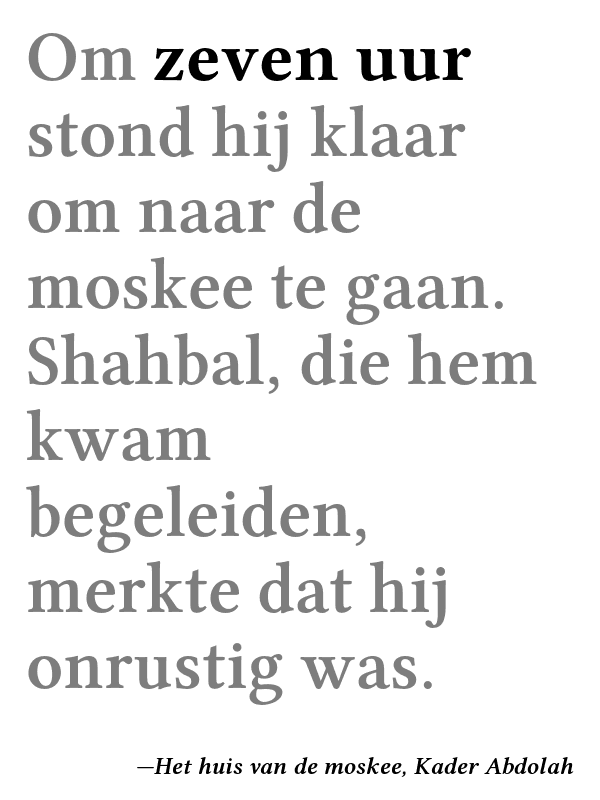 Om zeven uur
stond hij klaar
om naar de
moskee te gaan.
Shahbal, die hem
kwam
begeleiden,
merkte dat hij
onrustig was.
—Het huis van de moskee, Kader Abdolah